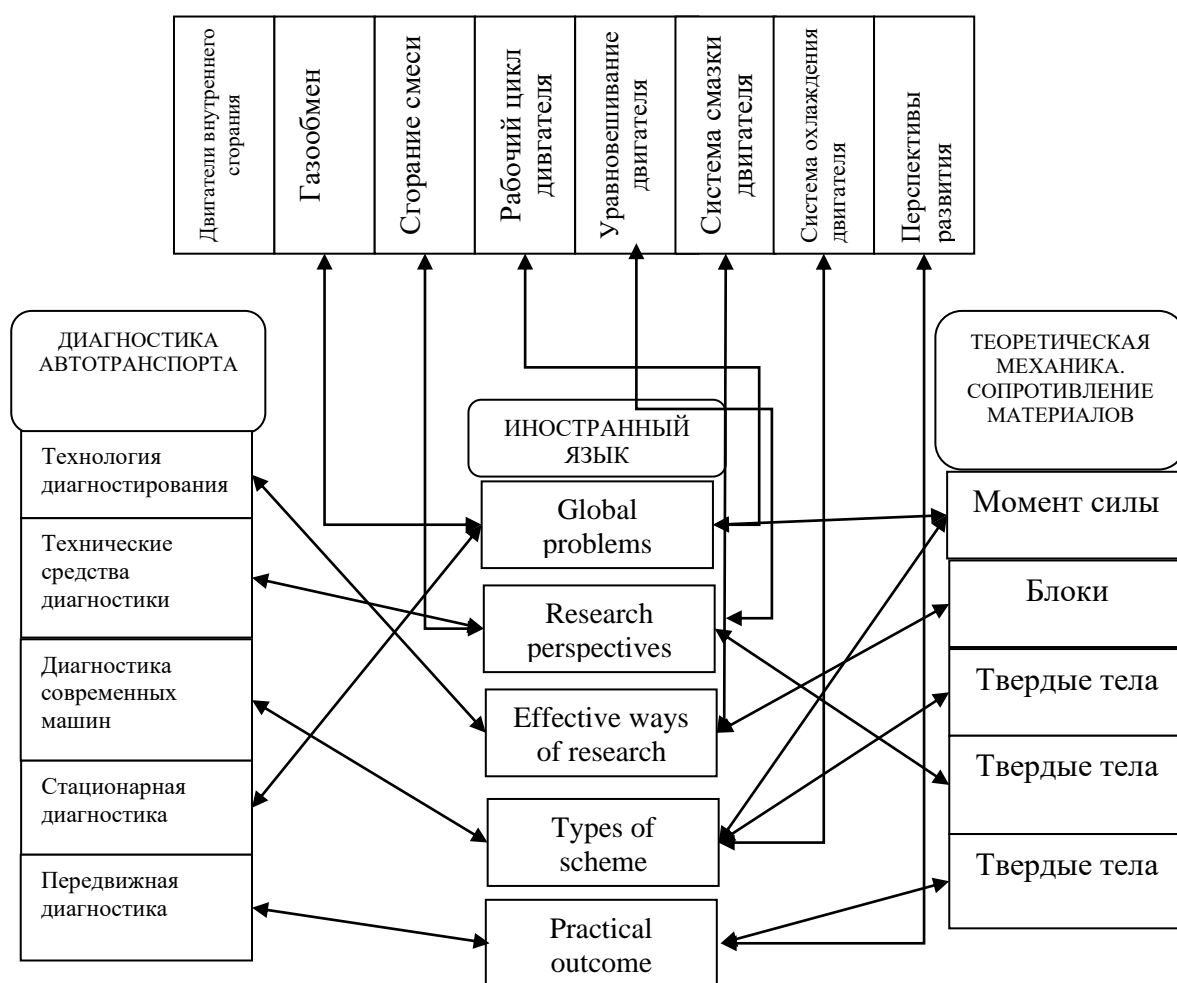 Двигатели внутреннего
сгорания
Газообмен
Сгорание смеси
Рабочий цикл
дивгателя
Уравновешивание
двигателя
Система смазки
двигателя
Система охлаждения
двигателя
Перспективы
развития
ДИАГНОСТИКА
АВТОТРАНСПОРТА
Технология
диагностирования
Технические
средства
диагностики
Диагностика
современных
машин
Стационарная
диагностика
Передвижная
диагностика
ИНОСТРАННЫЙ
ЯЗЫК
Global
problems
Research
perspectives
Effective ways
of research
Types of
scheme
Practical
outcome
ТЕОРЕТИЧЕСКАЯ
МЕХАНИКА.
СОПРОТИВЛЕНИЕ
МАТЕРИАЛОВ
Момент силы
Блоки
Твердые тела
Твердые тела
Твердые тела